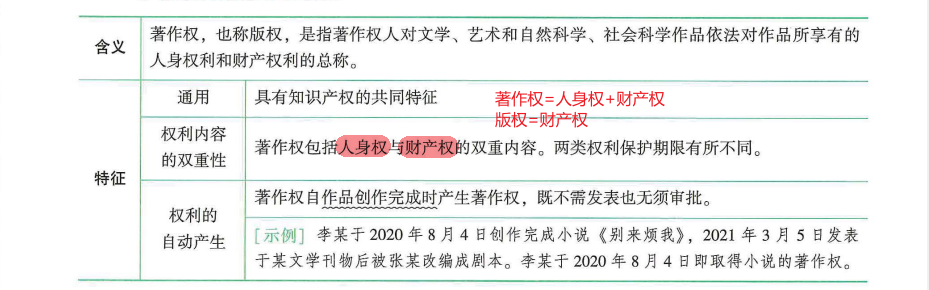 含义
著作权，也称版权，是指著作权人对文学、艺术和自然科学、社会科学作品依法对作品所享有的
人身权利和财产权利的总称。
特征
通用
具有知识产权的共同特征
著作权=人身权+财产权
版权=财产权
权利内容
的双重性
著作权包括人身权与财产权的双重内容。两类权利保护期限有所不同。
权利的
自动产生
著作权自作品创作完成时产生著作权，既不需发表也无须审批。
［示例］李某于 2020 年 8 月 4 日创作完成小说《别来烦我》，2021 年 3 月 5 日发表
于某文学刊物后被张某改编成剧本。李某于 2020 年 8 月 4 日即取得小说的著作权。